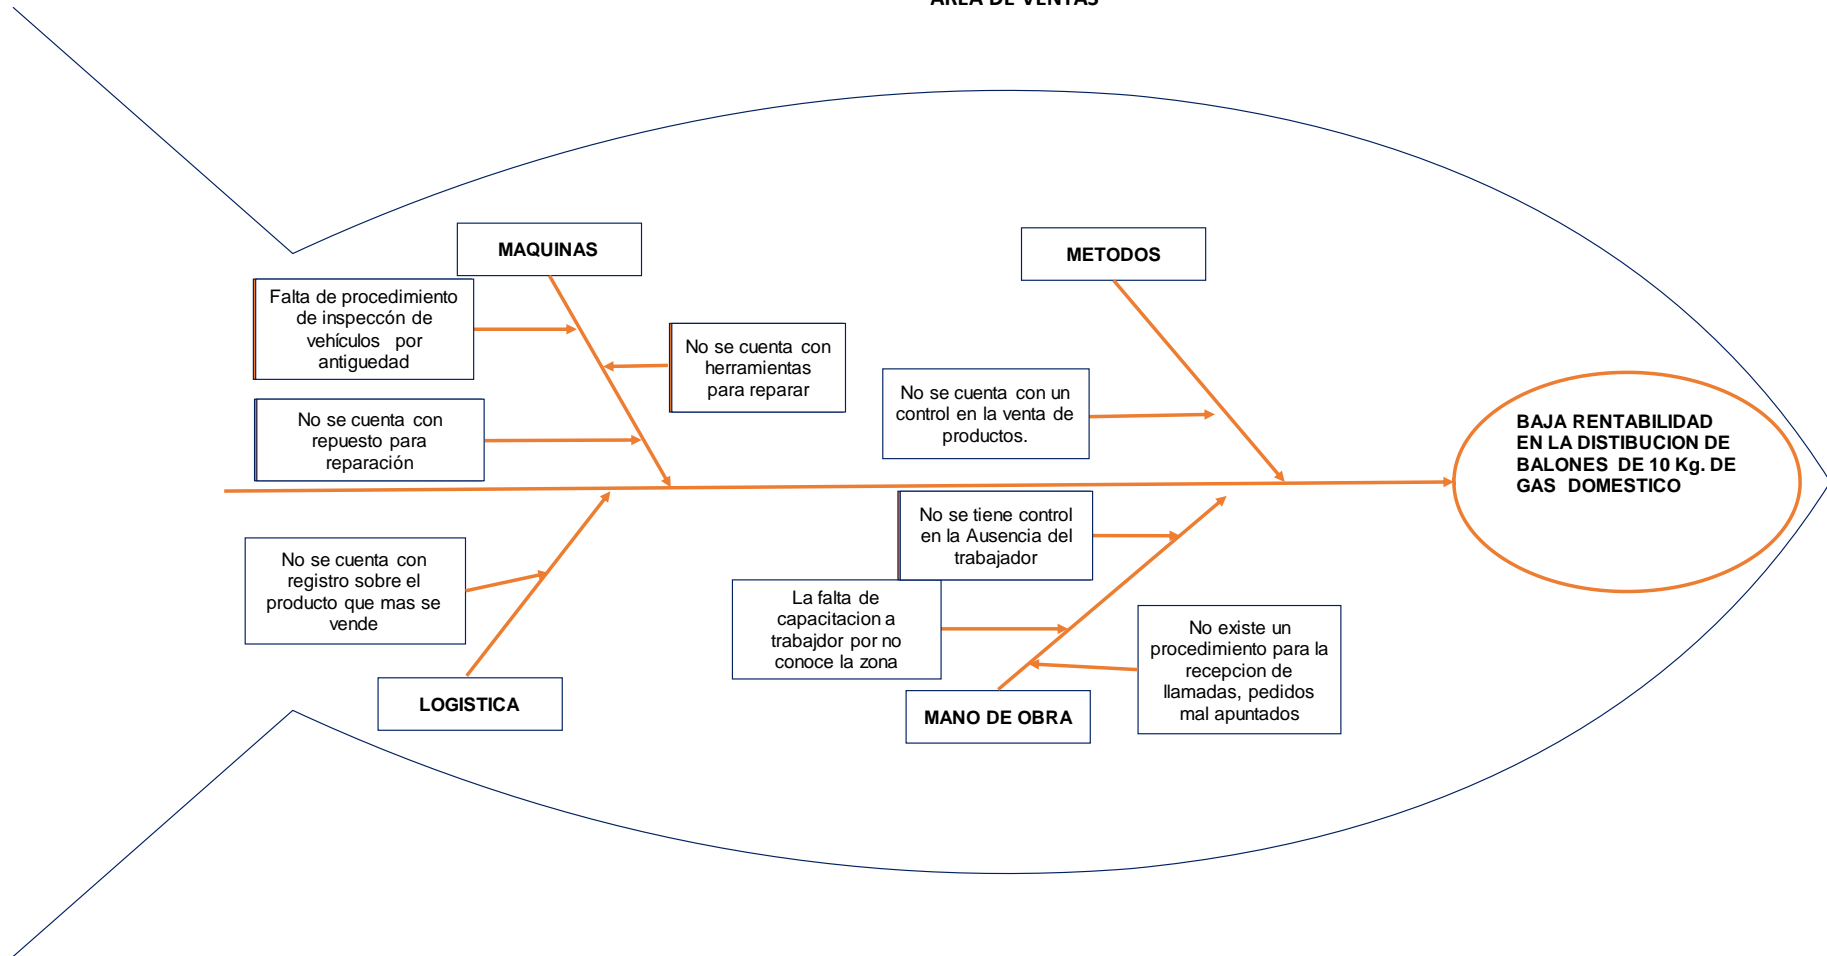 AREA DE VENTAS
MAQUINAS
METODOS
Falta de procedimiento
de inspeccón de
vehículos por
antiguedad
No se cuenta con
herramientas
para reparar
No se cuenta con un
control en la venta de
productos.
No se cuenta con
repuesto para
reparación
BAJA RENTABILIDAD
EN LA DISTIBUCION DE
BALONES DE 10 Kg. DE
GAS DOMESTICO
No se tiene control
en la Ausencia del
trabajador
No se cuenta con
registro sobre el
producto que mas se
vende
La falta de
capacitacion a
trabajdor por no
conoce la zona
No existe un
procedimiento para la
recepcion de
llamadas, pedidos
mal apuntados
LOGISTICA
MANO DE OBRA